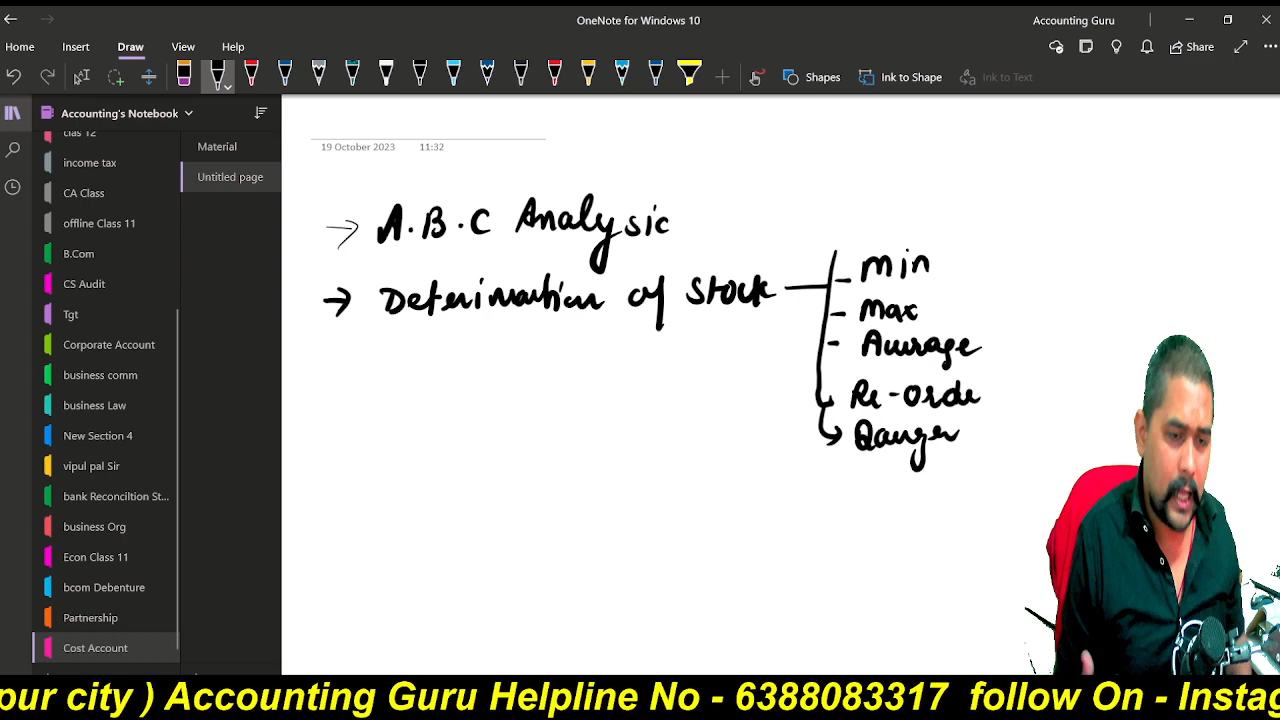 OneNote for Windows 10
Accounting Guru
Home Insert Draw View Help
Share
Shapes Ink to Shape Ink to Text
Accounting's Notebook
clas 12
income tax
CA Class
offline Class 11
B.Com
CS Audit
Tgt
Corporate Account
business comm
business Law
New Section 4
vipul pal Sir
bank Reconciltion St...
business Org
Econ Class 11
bcom Debenture
Partnership
Cost Account
Material
Untitled page
19 October 2023 11:32
→ A.B.C Analysic
→ of Stock
- Min
- Max
- Average
Re-orde
Danger
pur city ) Accounting Guru Helpline No - 6388083317 follow On - Instag